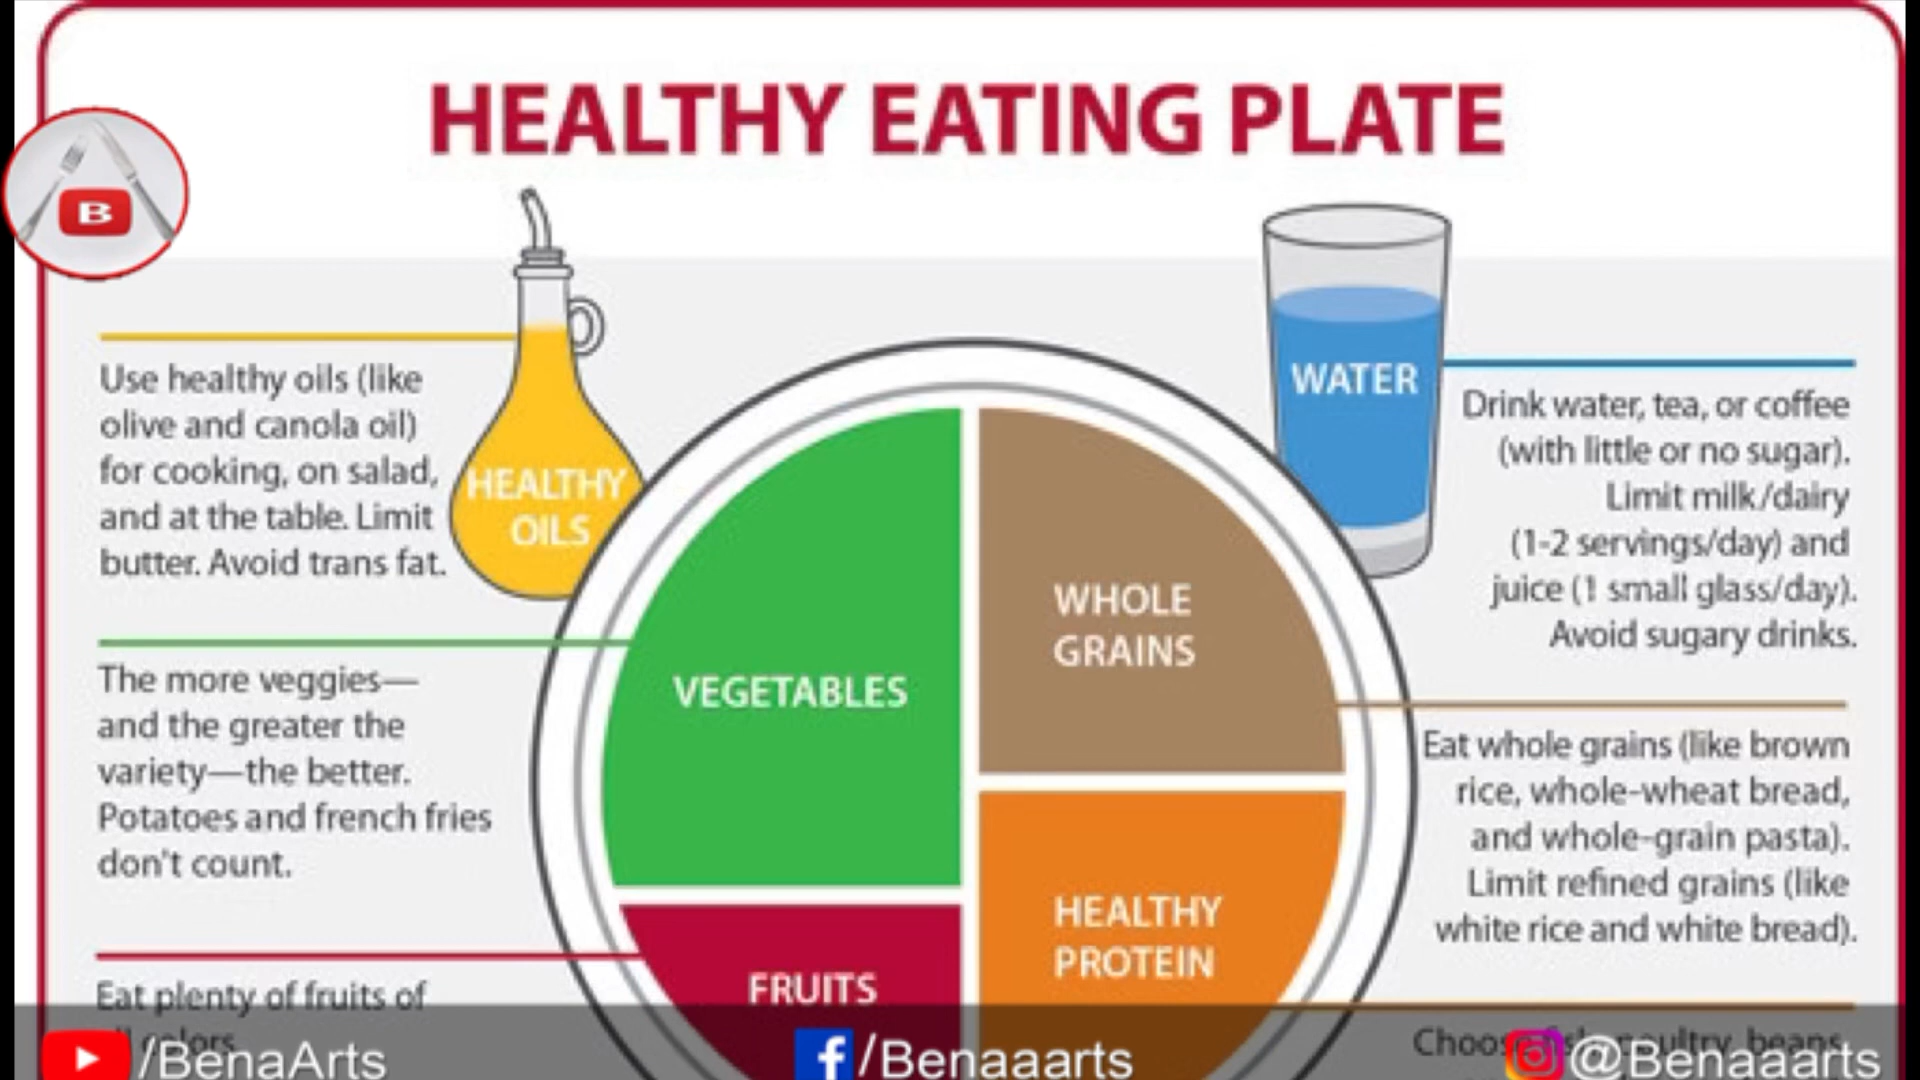 HEALTHY EATING PLATE
B
Use healthy oils (like
olive and canola oil)
for cooking, on salad,
and at the table. Limit
butter. Avoid trans fat.
HEALTHY
OILS
WATER
Drink water, tea, or coffee
(with little or no sugar).
Limit milk/dairy
(1-2 servings/day) and
juice (1 small glass/day).
Avoid sugary drinks.
The more veggies—
and the greater the
variety—the better.
Potatoes and french fries
don't count.
VEGETABLES
WHOLE
GRAINS
Eat whole grains (like brown
rice, whole-wheat bread,
and whole-grain pasta).
Limit refined grains (like
white rice and white bread).
HEALTHY
PROTEIN
FRUITS
Eat plenty of fruits of
colors
poultry, beans
/BenaArts
/Benaaarts
@Benaaarts